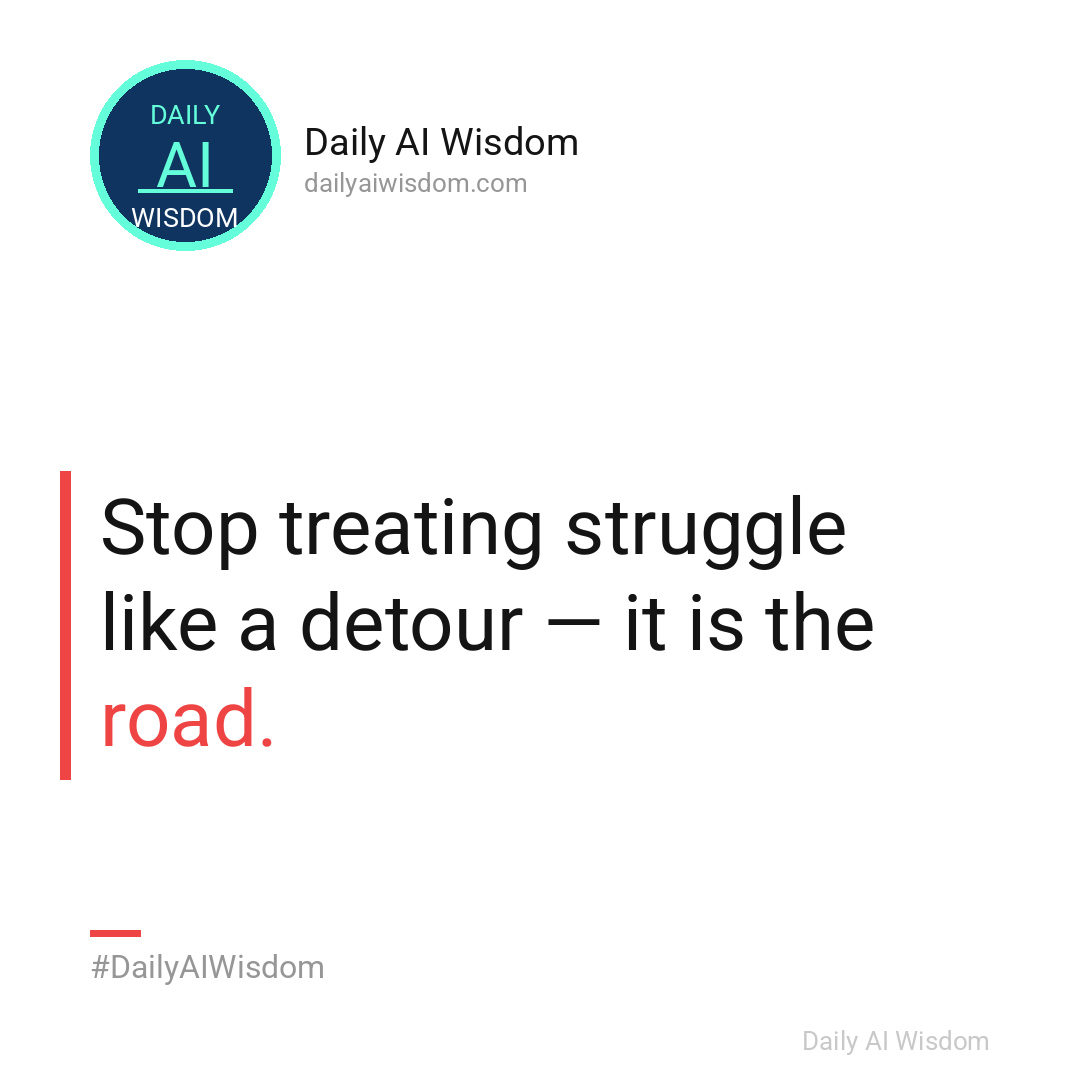 DAILY
AI
WISDOM
Daily AI Wisdom
dailyaiwisdom.com
Stop treating struggle
like a detour — it is the
road.
#DailyAIWisdom
Daily AI Wisdom